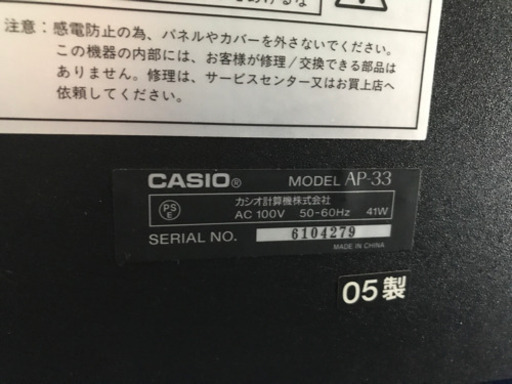 注意：感電防止の為、パネルやカバーを外さないでください。
この機器の内部には、お客様が修理/交換できる部品は
ありません。修理は、サービスセンター又はお買上店へ
依頼してください。
CASIO® MODEL AP-33
PS E カシオ計算機株式会社
AC 100V 50-60Hz 41W
SERIAL NO. 6104279
MADE IN CHINA
05製